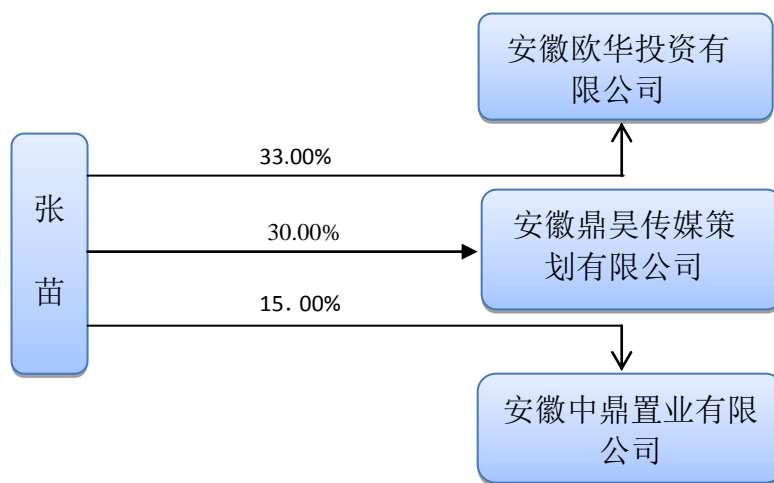 安徽欧华投资有
限公司
33.00%
张
苗
30.00%
安徽鼎昊传媒策
划有限公司
15. 00%
安徽中鼎置业有限
公司